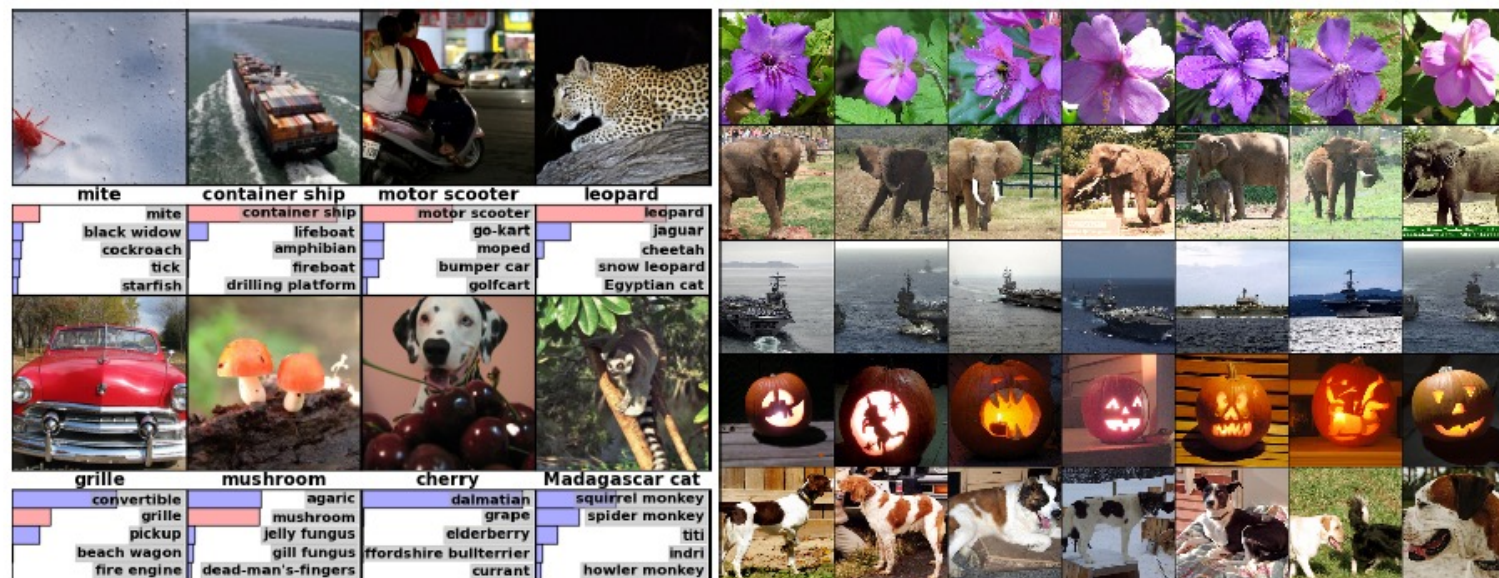 mite container ship motor scooter leopard
mite container ship motor scooter leopard
black widow lifeboat go-kart jaguar
cockroach amphibian moped cheetah
tick fireboat bumper car snow leopard
starfish drilling platform golfcart Egyptian cat
grille mushroom cherry Madagascar cat
convertible agaric dalmatian squirrel monkey
grille mushroom grape spider monkey
pickup jelly fungus elderberry titi
beach wagon gill fungus ffordshire bullterrier indri
fire engine dead-man's-fingers currant howler monkey